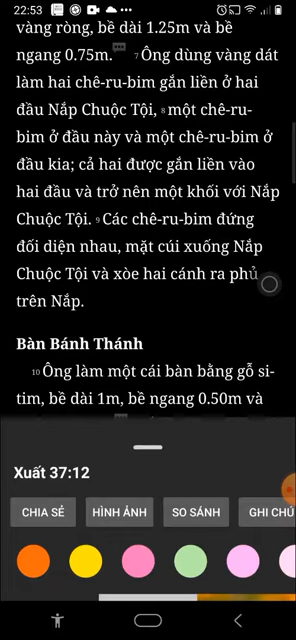 22:53
vàng ròng, bề dài 1.25m và bề
ngang 0.75m. 7 Ông dùng vàng dát
làm hai chê-ru-bim gắn liền ở hai
đầu Nắp Chuộc Tội, 8 một chê-ru-
bim ở đầu này và một chê-ru-bim ở
đầu kia; cả hai được gắn liền vào
hai đầu và trở nên một khối với Nắp
Chuộc Tội. 9 Các chê-ru-bim đứng
đối diện nhau, mặt cúi xuống Nắp
Chuộc Tội và xòe hai cánh ra phủ
trên Nắp.
Bàn Bánh Thánh
10 Ông làm một cái bàn bằng gỗ si-
tim, bề dài 1m, bề ngang 0.50m và
Xuất 37:12
CHIA SẺ
HÌNH ẢNH
SO SÁNH
GHI CHÚ